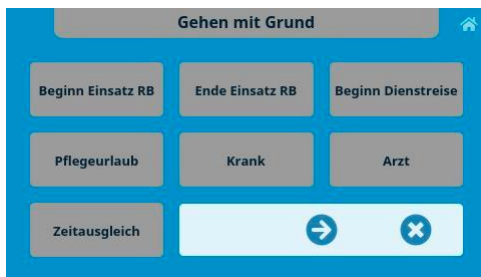 Gehen mit Grund
Beginn Einsatz RB
Ende Einsatz RB
Beginn Dienstreise
Pflegeurlaub
Krank
Arzt
Zeitausgleich